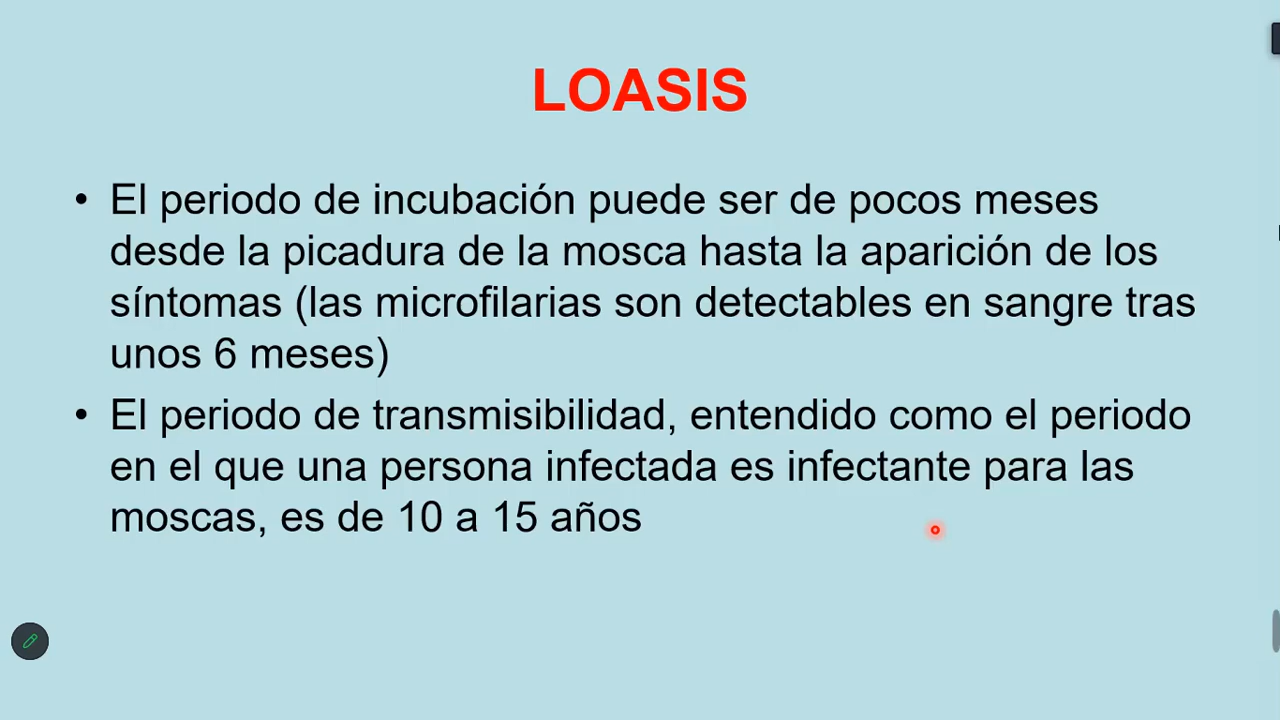 LOASIS
• El periodo de incubación puede ser de pocos meses
desde la picadura de la mosca hasta la aparición de los
síntomas (las microfilarias son detectables en sangre tras
unos 6 meses)
• El periodo de transmisibilidad, entendido como el periodo
en el que una persona infectada es infectante para las
moscas, es de 10 a 15 años